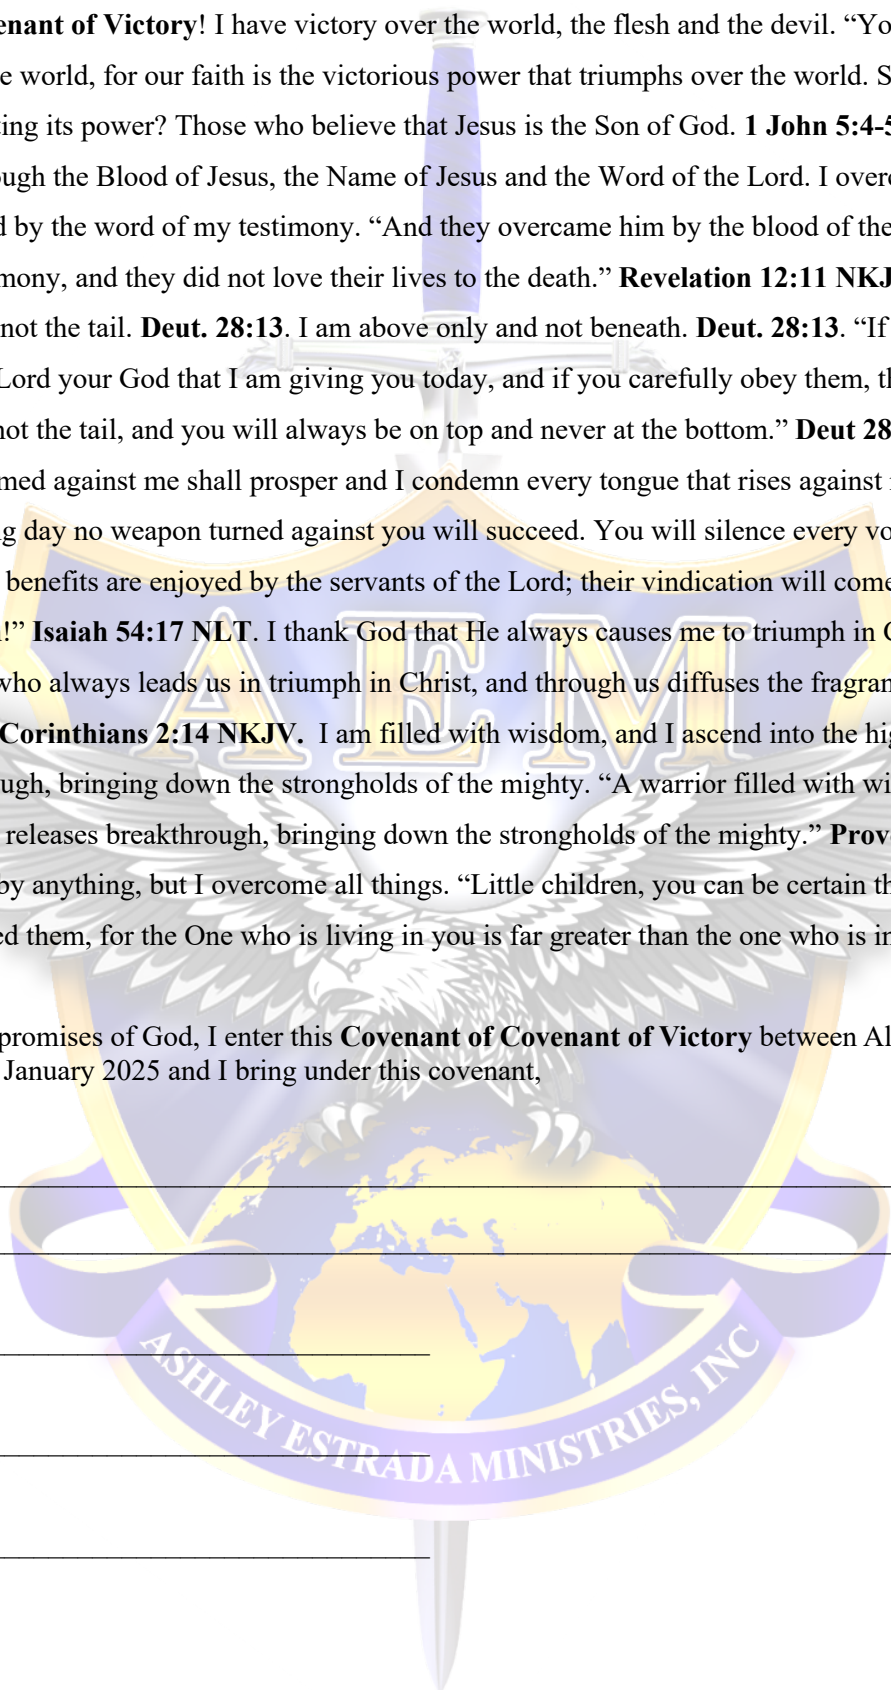 enant of Victory! I have victory over the world, the flesh and the devil. “Yo
e world, for our faith is the victorious power that triumphs over the world. S
ting its power? Those who believe that Jesus is the Son of God. 1 John 5:4-5
ough the Blood of Jesus, the Name of Jesus and the Word of the Lord. I overc
d by the word of my testimony. “And they overcame him by the blood of the
mony, and they did not love their lives to the death.” Revelation 12:11 NKJ
not the tail. Deut. 28:13. I am above only and not beneath. Deut. 28:13. “If
Lord your God that I am giving you today, and if you carefully obey them, th
not the tail, and you will always be on top and never at the bottom.” Deut 28
med against me shall prosper and I condemn every tongue that rises against
ng day no weapon turned against you will succeed. You will silence every vo
benefits are enjoyed by the servants of the Lord; their vindication will come
n!” Isaiah 54:17 NLT. I thank God that He always causes me to triumph in C
who always leads us in triumph in Christ, and through us diffuses the fragran
Corinthians 2:14 NKJV. I am filled with wisdom, and I ascend into the hig
ough, bringing down the strongholds of the mighty. “A warrior filled with wi
releases breakthrough, bringing down the strongholds of the mighty.” Prov
by anything, but I overcome all things. “Little children, you can be certain th
ed them, for the One who is living in you is far greater than the one who is in
promises of God, I enter this Covenant of Covenant of Victory between Al
January 2025 and I bring under this covenant,
AEM
ASHLEY ESTRADA MINISTRIES, INC